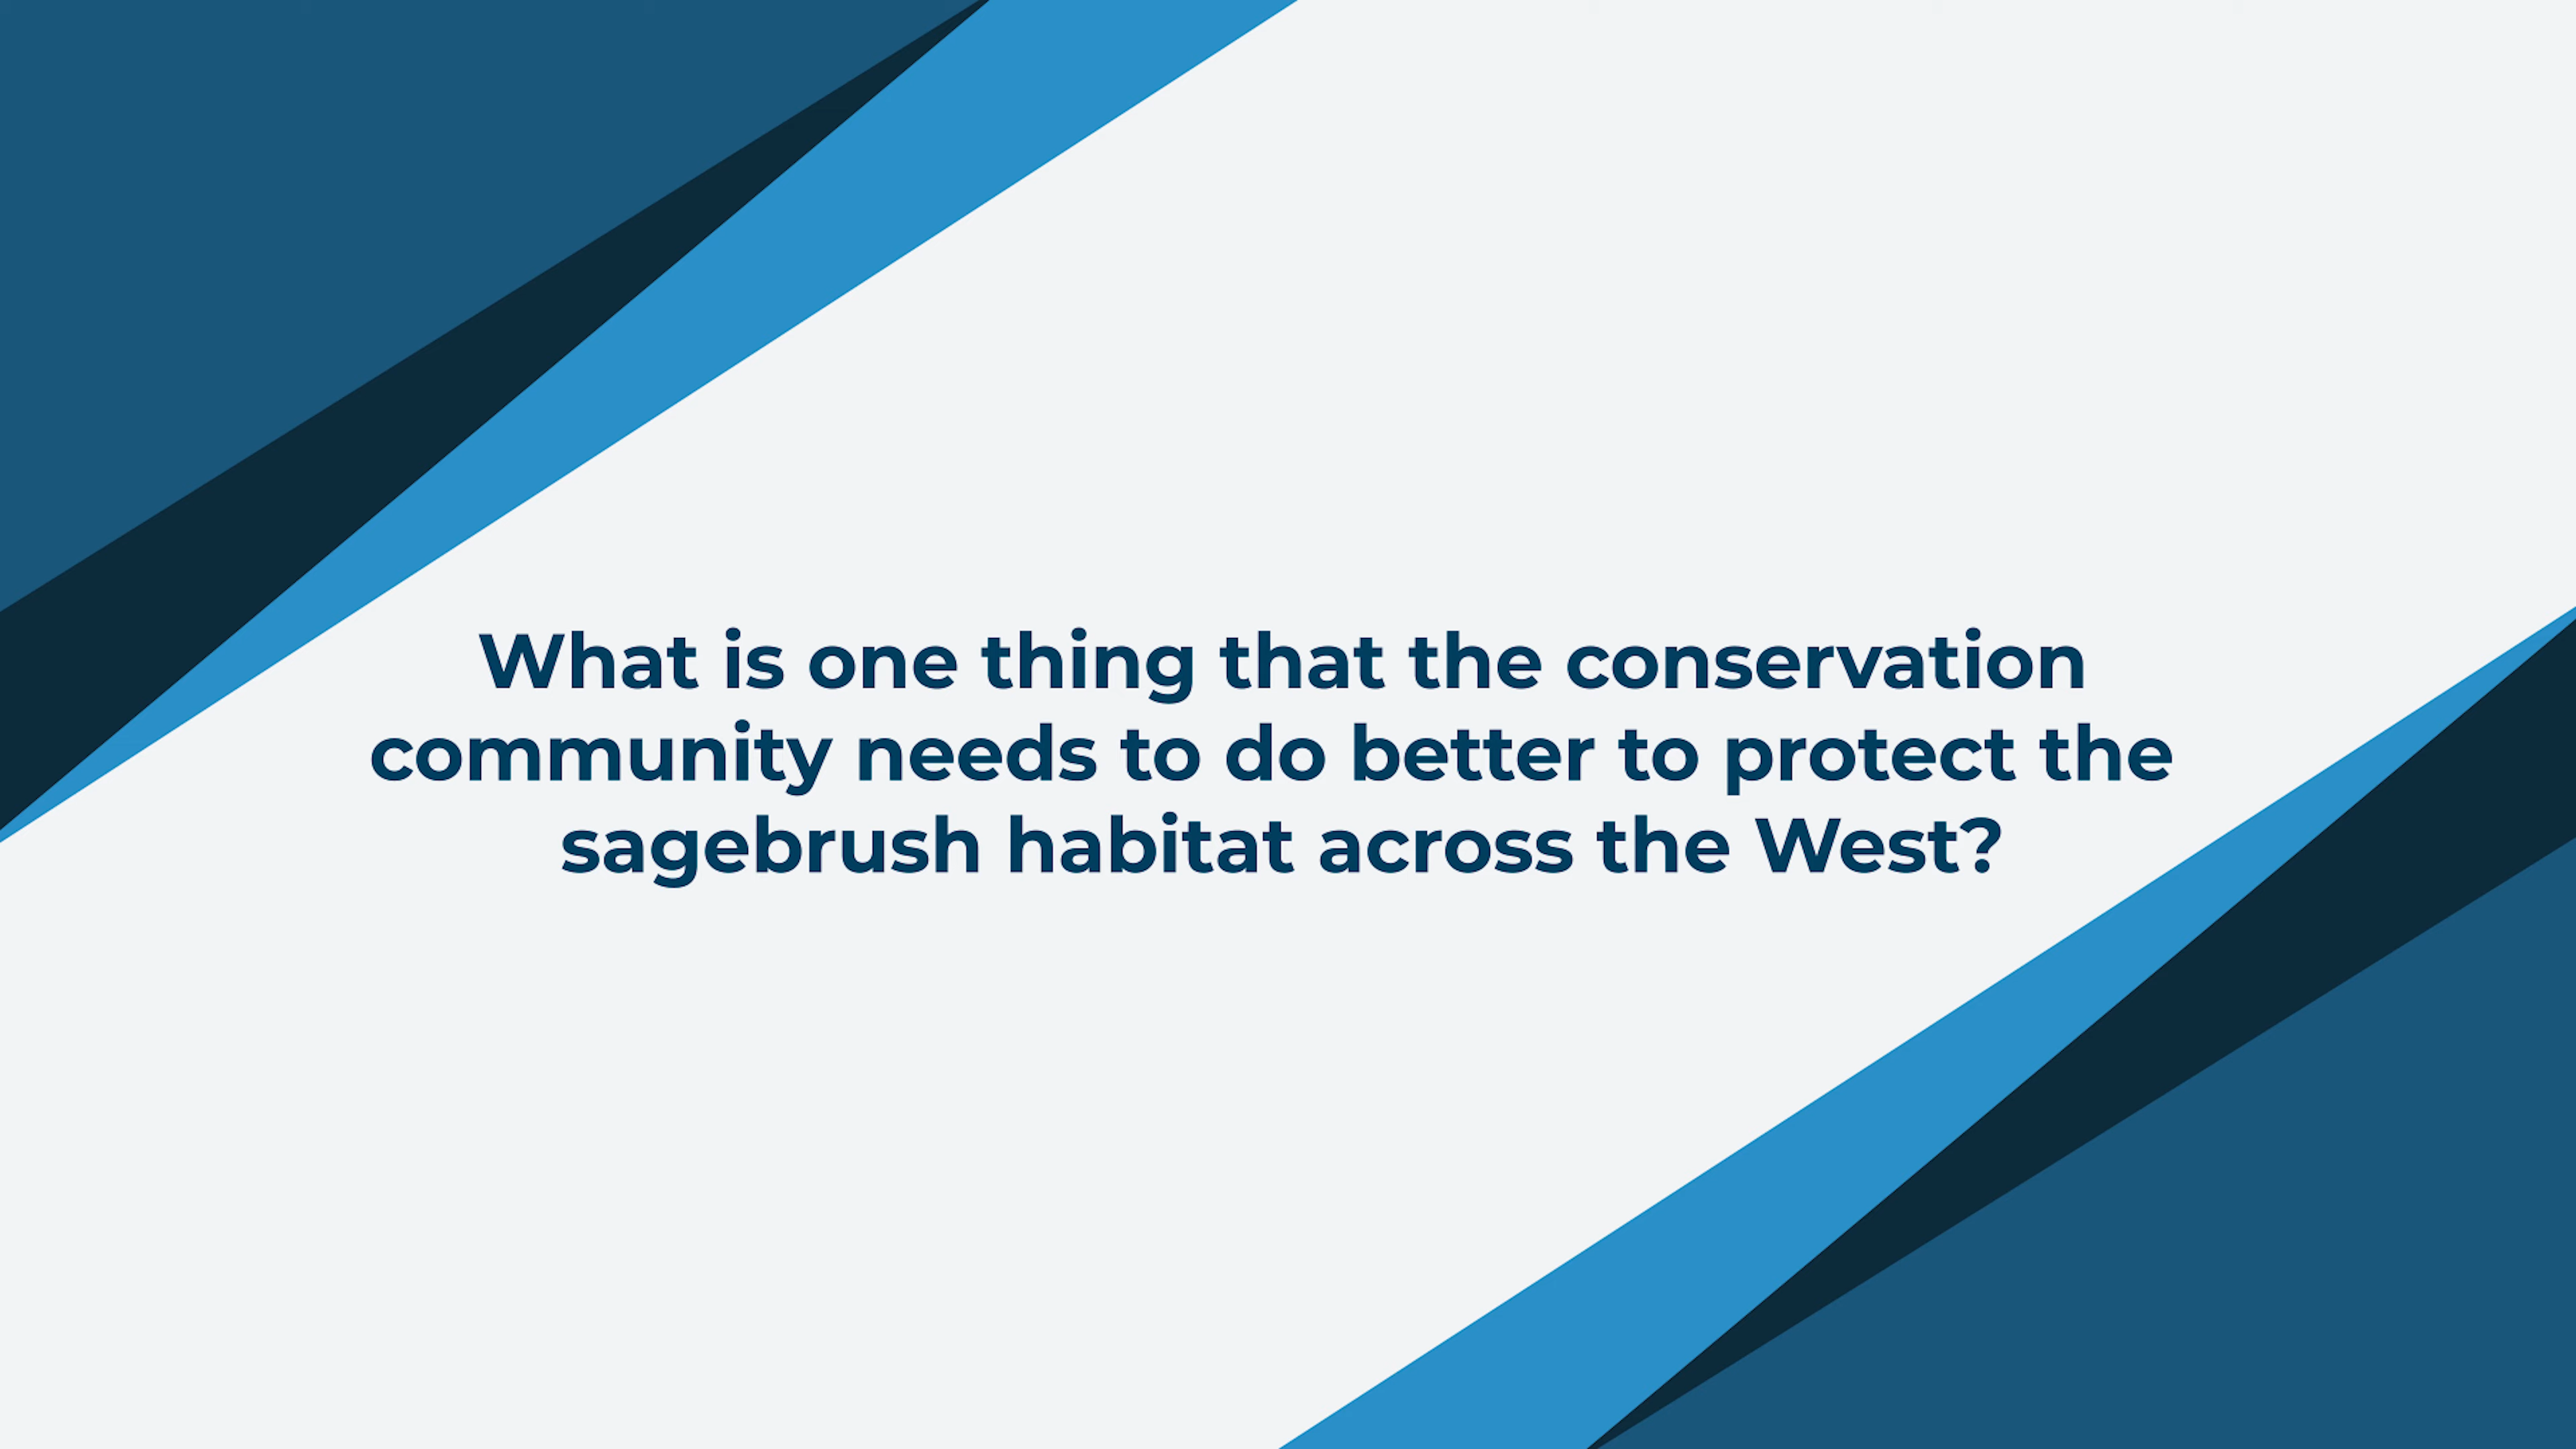 What is one thing that the conservation
community needs to do better to protect the
sagebrush habitat across the West?